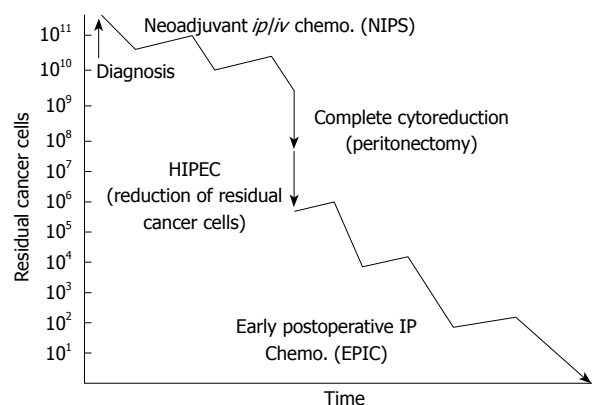 Neoadjuvant ip/iv chemo. (NIPS)
Diagnosis
Complete cytoreduction
(peritonectomy)
HIPEC
(reduction of residual
cancer cells)
Early postoperative IP
Chemo. (EPIC)
Residual cancer cells
10¹¹
10¹⁰
10⁹
10⁸
10⁷
10⁶
10⁵
10⁴
10³
10²
10¹
Time